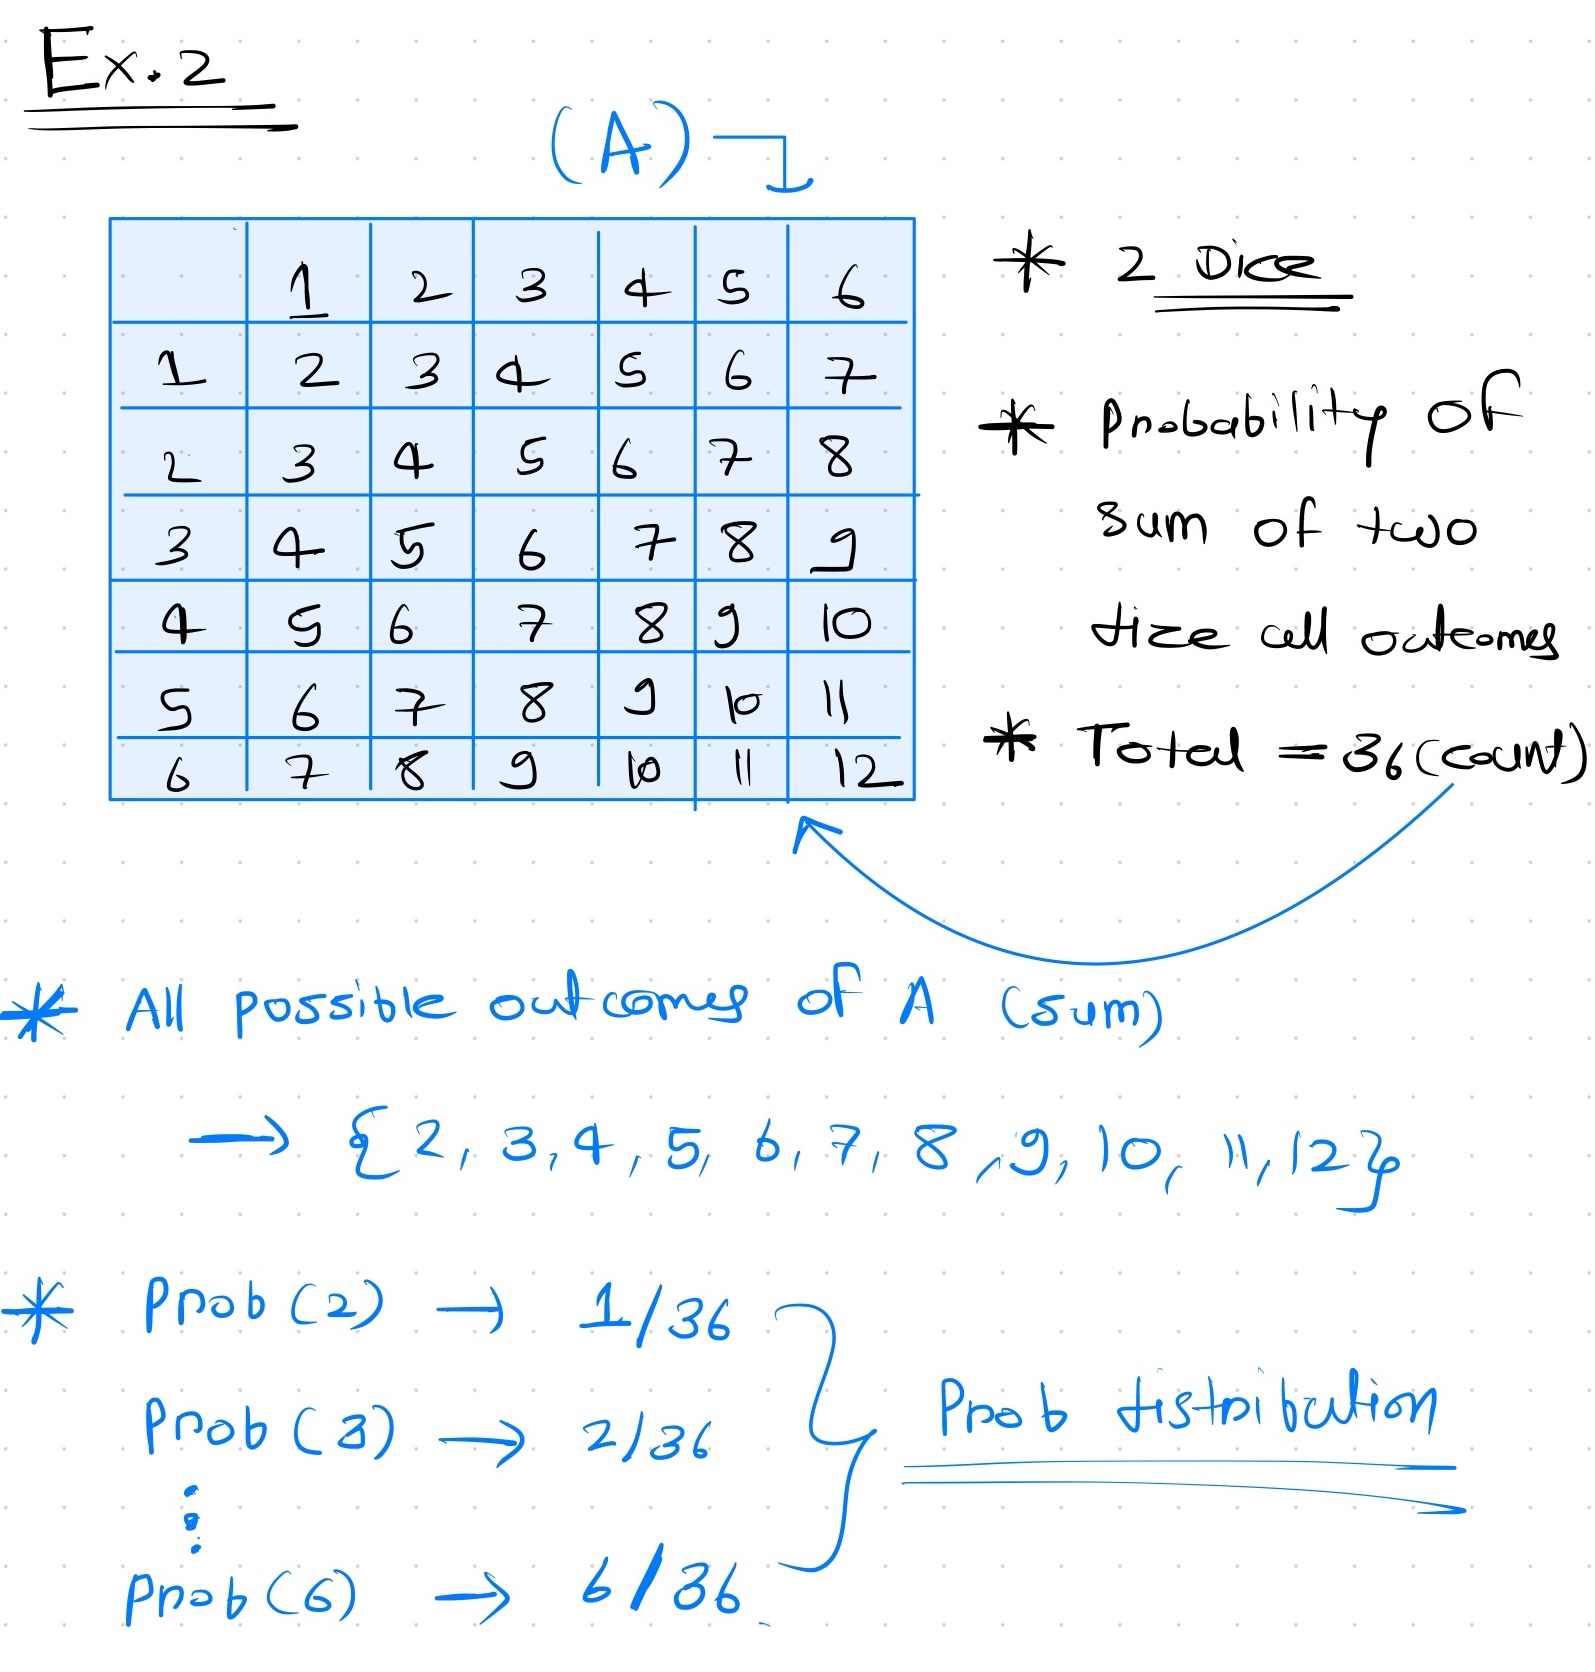 Ex. 2
(A)
1 2 3 4 5 6
1 2 3 4 5 6 7
2 3 4 5 6 7 8
3 4 5 6 7 8 9
4 5 6 7 8 9 10
5 6 7 8 9 10 11
6 7 8 9 10 11 12
* 2 Dice
* Probability of
sum of two
dize all outcomes
* Total = 36 (count)
* All possible outcomes of A (sum)
→ {2, 3, 4, 5, 6, 7, 8, 9, 10, 11, 12}
* Prob (2) → 1/36
Prob (3) → 2/36
⋮
Prob (6) → 6/36
Prob distribution